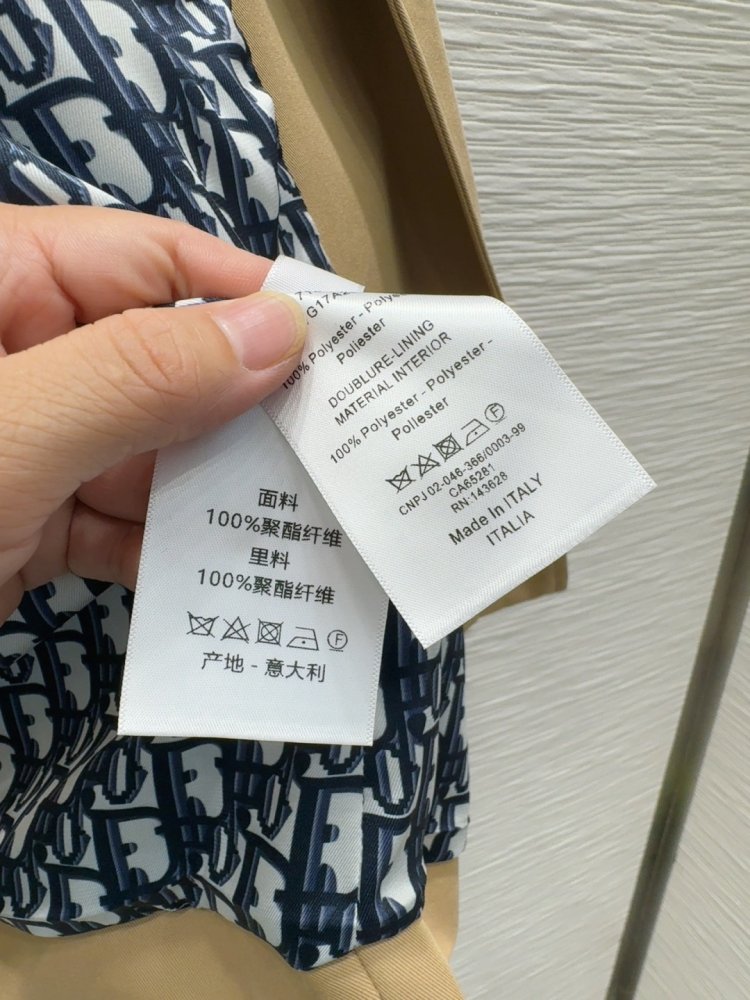 G17A
100% Polyester - Polye
Poliester
DOUBLURE-LINING
MATERIAL INTERIOR
100% Polyester - Polyester -
Poliester
CNPJ 02-046-366/0003-99
CA65281
RN:143628
Made In ITALY
ITALIA
面料
100%聚酯纤维
里料
100%聚酯纤维
F
产地 - 意大利